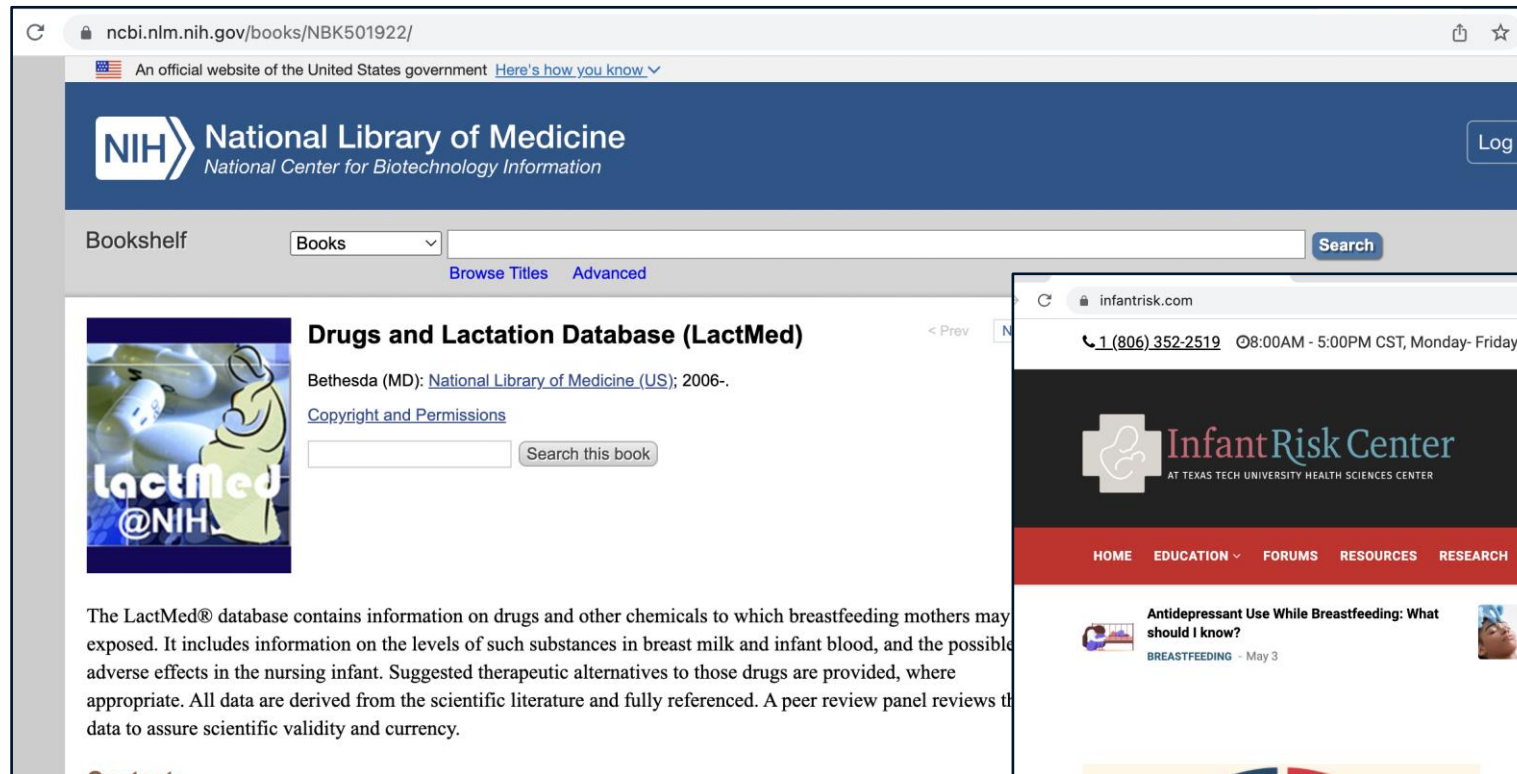 ncbi.nlm.nih.gov/books/NBK501922/
An official website of the United States government Here's how you know
NIH National Library of Medicine
National Center for Biotechnology Information
Log
Bookshelf
Books
Search
Browse Titles Advanced
Drugs and Lactation Database (LactMed)
< Prev
Bethesda (MD): National Library of Medicine (US); 2006-.
Copyright and Permissions
Search this book
LactMed
@NIH
The LactMed® database contains information on drugs and other chemicals to which breastfeeding mothers may
exposed. It includes information on the levels of such substances in breast milk and infant blood, and the possible
adverse effects in the nursing infant. Suggested therapeutic alternatives to those drugs are provided, where
appropriate. All data are derived from the scientific literature and fully referenced. A peer review panel reviews
data to assure scientific validity and currency.
infantrisk.com
1 (806) 352-2519 8:00AM - 5:00PM CST, Monday- Friday
InfantRisk Center
AT TEXAS TECH UNIVERSITY HEALTH SCIENCES CENTER
HOME EDUCATION FORUMS RESOURCES RESEARCH
Antidepressant Use While Breastfeeding: What
should I know?
BREASTFEEDING - May 3